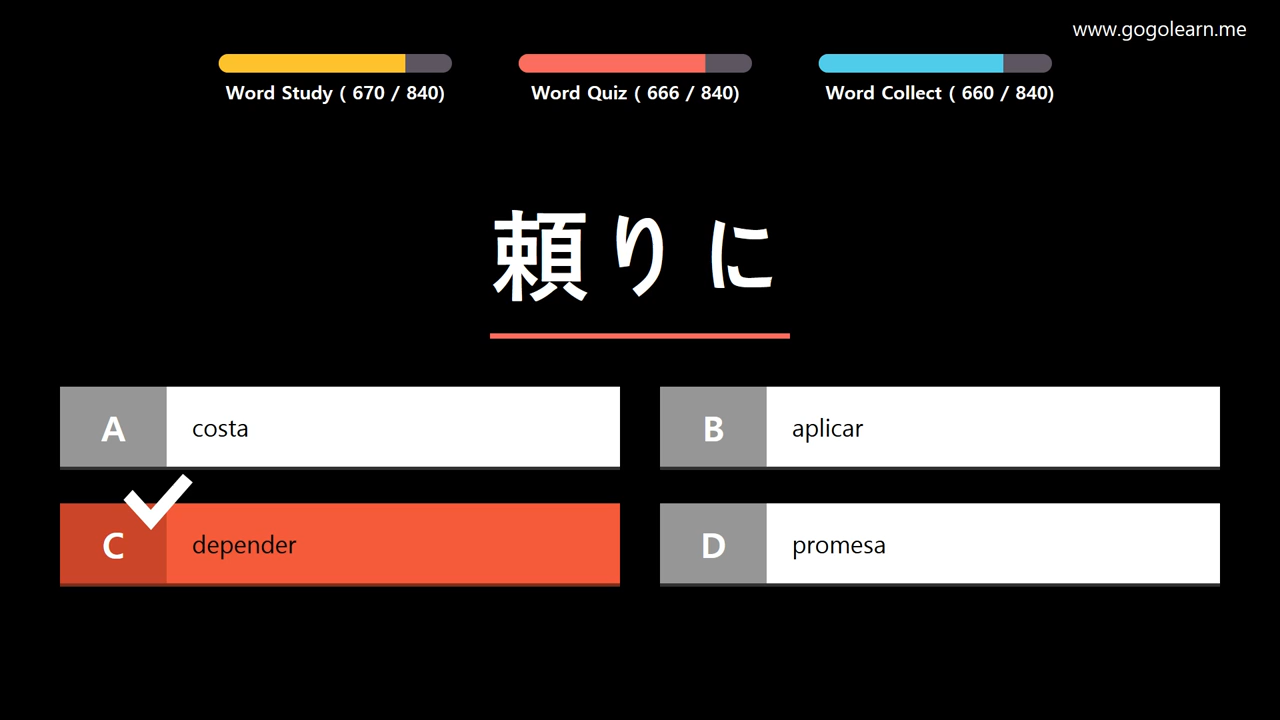 www.gogolearn.me
Word Study ( 670 / 840)
Word Quiz ( 666 / 840)
Word Collect ( 660 / 840)
頼りに
A costa
B aplicar
C depender
D promesa